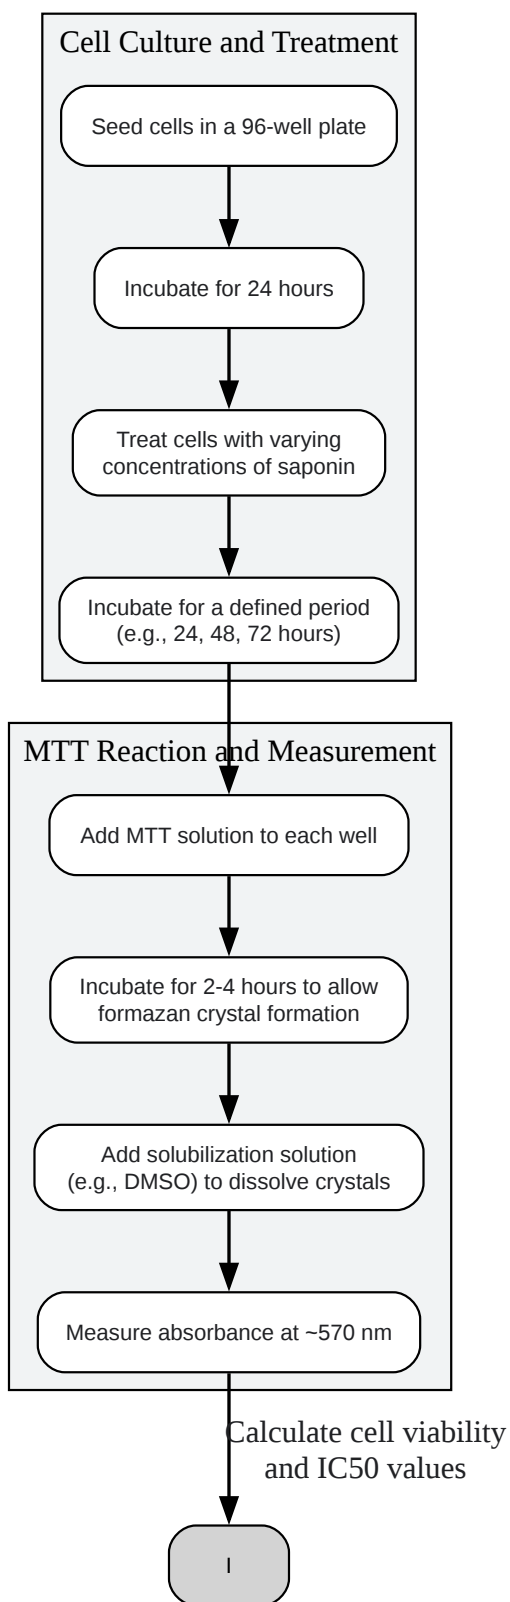 Cell Culture and Treatment
Seed cells in a 96-well plate
Incubate for 24 hours
Treat cells with varying
concentrations of saponin
Incubate for a defined period
(e.g., 24, 48, 72 hours)
MTT Reaction and Measurement
Add MTT solution to each well
Incubate for 2-4 hours to allow
formazan crystal formation
Add solubilization solution
(e.g., DMSO) to dissolve crystals
Measure absorbance at ~570 nm
Calculate cell viability
and IC50 values
I